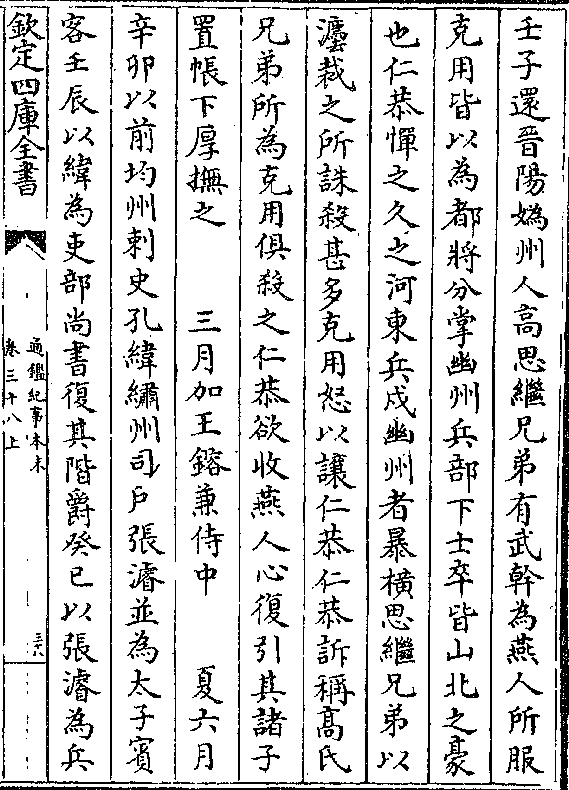 壬子還晉陽媯州人高思繼兄弟有武幹為燕人所服
克用皆以為都將分掌幽州兵部下士卒皆山北之豪
也仁恭憚之久之河東兵戍幽州者暴横思繼兄弟以
灋裁之所誅殺甚多克用怒以讓仁恭仁恭訴稱髙氏
兄弟所為克用俱殺之仁恭欲收燕人心復引其諸子
置帳下厚撫之　　三月加王鎔兼侍中　　夏六月
辛卯以前均州刺史孔緯繡州司戶張濬並為太子賓
客壬辰以緯為吏部尚書復其階爵癸巳以張濬為兵
欽定四庫全書
通鑑紀事本末
卷三十八上
三六